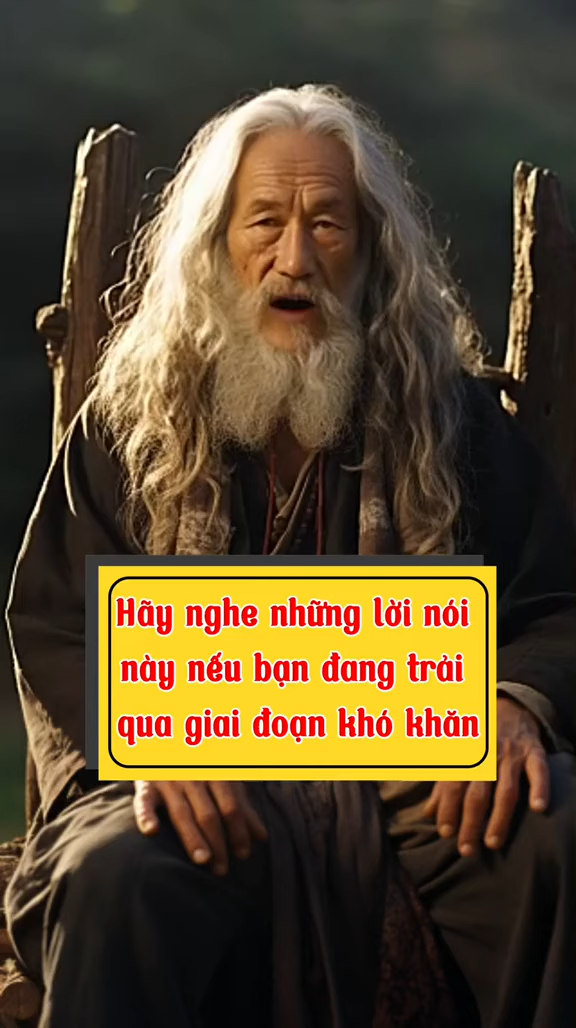 Hãy nghe những lời nói
này nếu bạn đang trải
qua giai đoạn khó khăn